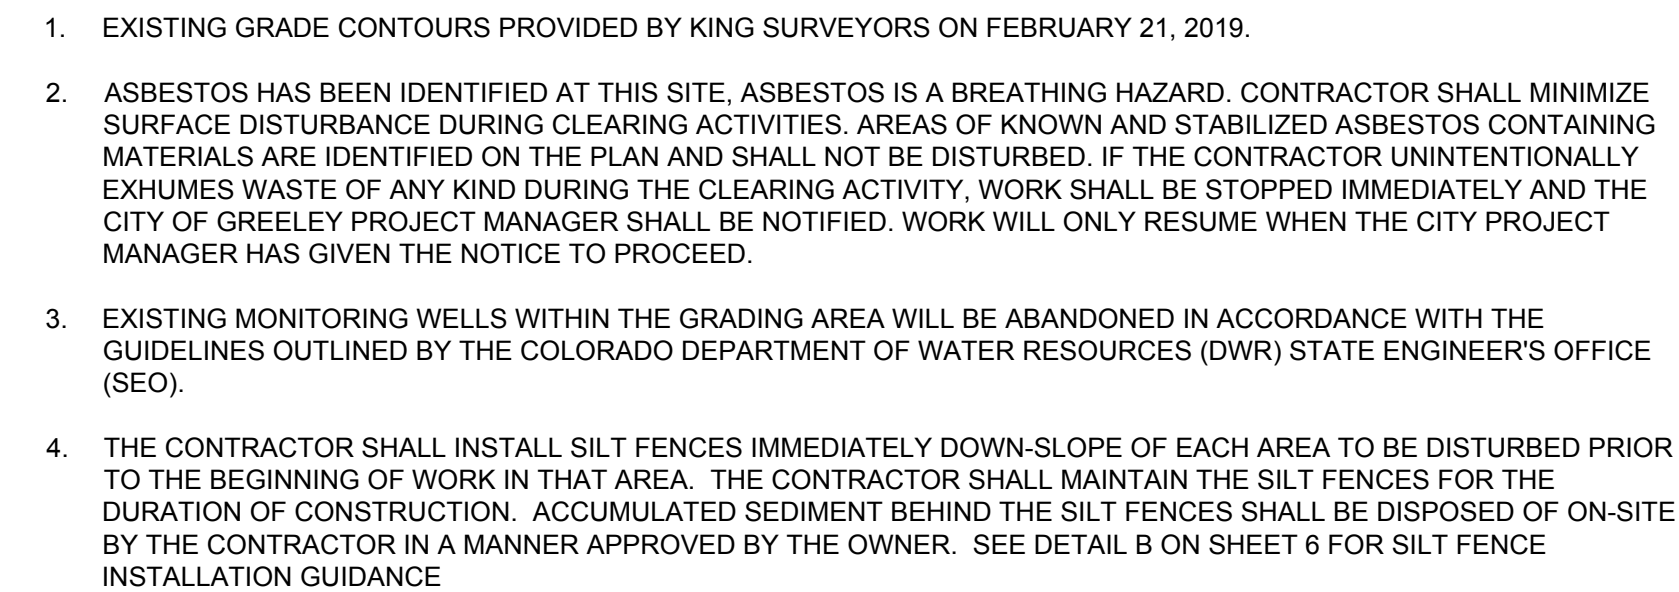 1. EXISTING GRADE CONTOURS PROVIDED BY KING SURVEYORS ON FEBRUARY 21, 2019.
2. ASBESTOS HAS BEEN IDENTIFIED AT THIS SITE, ASBESTOS IS A BREATHING HAZARD. CONTRACTOR SHALL MINIMIZE
SURFACE DISTURBANCE DURING CLEARING ACTIVITIES. AREAS OF KNOWN AND STABILIZED ASBESTOS CONTAINING
MATERIALS ARE IDENTIFIED ON THE PLAN AND SHALL NOT BE DISTURBED. IF THE CONTRACTOR UNINTENTIONALLY
EXHUMES WASTE OF ANY KIND DURING THE CLEARING ACTIVITY, WORK SHALL BE STOPPED IMMEDIATELY AND THE
CITY OF GREELEY PROJECT MANAGER SHALL BE NOTIFIED. WORK WILL ONLY RESUME WHEN THE CITY PROJECT
MANAGER HAS GIVEN THE NOTICE TO PROCEED.
3. EXISTING MONITORING WELLS WITHIN THE GRADING AREA WILL BE ABANDONED IN ACCORDANCE WITH THE
GUIDELINES OUTLINED BY THE COLORADO DEPARTMENT OF WATER RESOURCES (DWR) STATE ENGINEER'S OFFICE
(SEO).
4. THE CONTRACTOR SHALL INSTALL SILT FENCES IMMEDIATELY DOWN-SLOPE OF EACH AREA TO BE DISTURBED PRIOR
TO THE BEGINNING OF WORK IN THAT AREA. THE CONTRACTOR SHALL MAINTAIN THE SILT FENCES FOR THE
DURATION OF CONSTRUCTION. ACCUMULATED SEDIMENT BEHIND THE SILT FENCES SHALL BE DISPOSED OF ON-SITE
BY THE CONTRACTOR IN A MANNER APPROVED BY THE OWNER. SEE DETAIL B ON SHEET 6 FOR SILT FENCE
INSTALLATION GUIDANCE